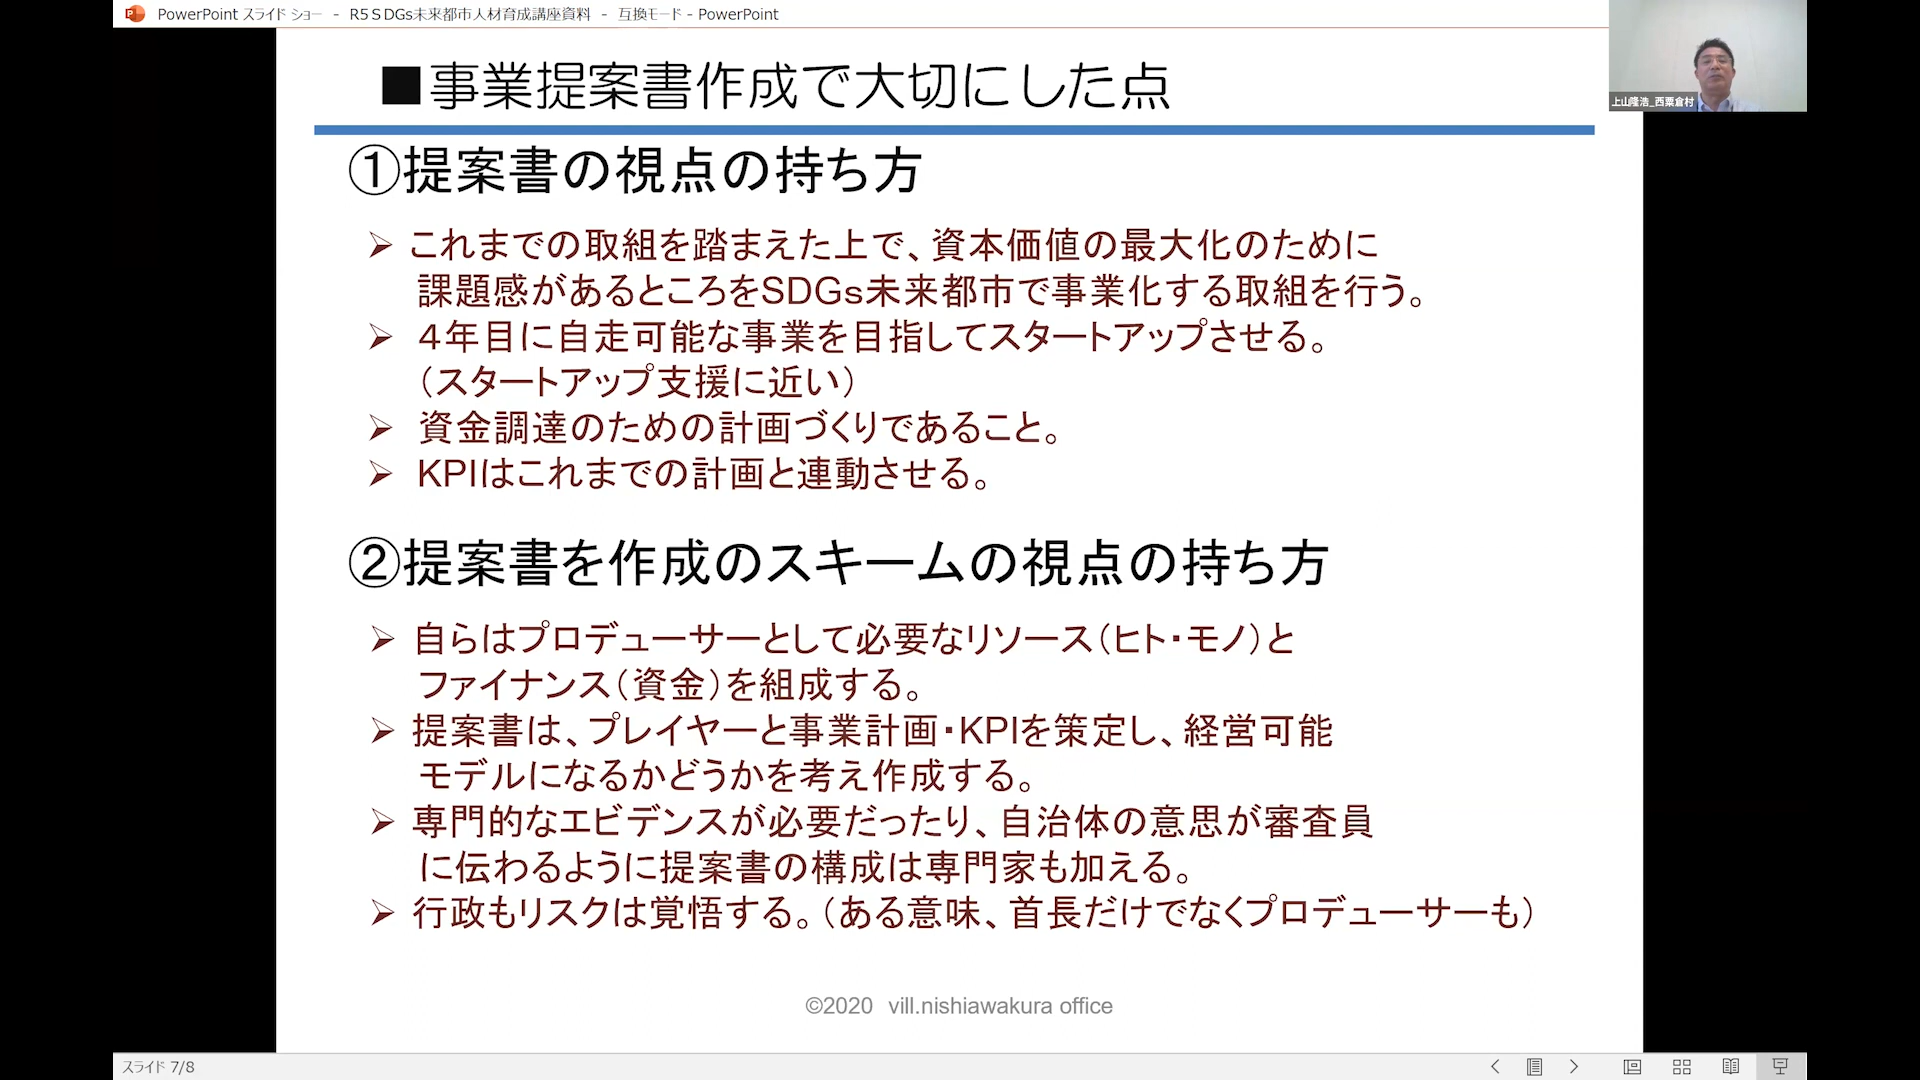 PowerPoint スライド ショー - R5ＳDGs未来都市人材育成講座資料 - 互換モード - PowerPoint
上山隆浩_西粟倉村
■事業提案書作成で大切にした点
①提案書の視点の持ち方
➢ これまでの取組を踏まえた上で、資本価値の最大化のために
課題感があるところをSDGｓ未来都市で事業化する取組を行う。
➢ ４年目に自走可能な事業を目指してスタートアップさせる。
（スタートアップ支援に近い）
➢ 資金調達のための計画づくりであること。
➢ KPIはこれまでの計画と連動させる。
②提案書を作成のスキームの視点の持ち方
➢ 自らはプロデューサーとして必要なリソース（ヒト・モノ）と
ファイナンス（資金）を組成する。
➢ 提案書は、プレイヤーと事業計画・KPIを策定し、経営可能
モデルになるかどうかを考え作成する。
➢ 専門的なエビデンスが必要だったり、自治体の意思が審査員
に伝わるように提案書の構成は専門家も加える。
➢ 行政もリスクは覚悟する。（ある意味、首長だけでなくプロデューサーも）
©2020 vill.nishiawakura office
スライド 7/8